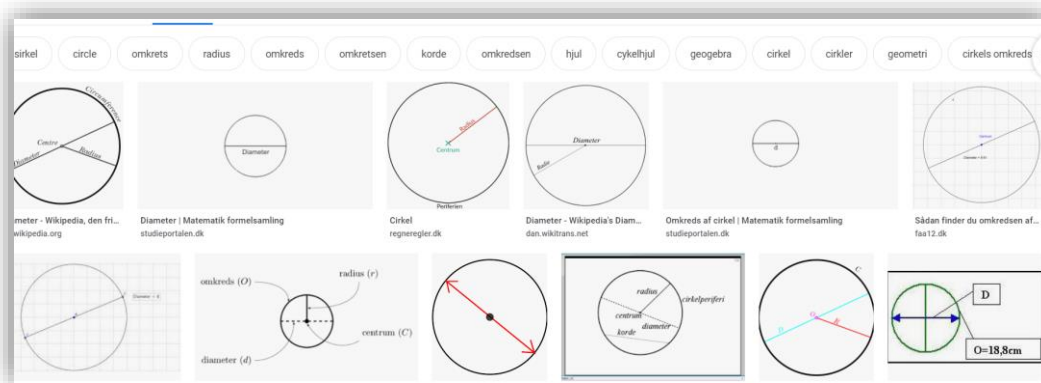 sirkel
circle
omkrets
radius
omkreds
omkretsen
korde
omkredsen
hjul
cykelhjul
geogebra
cirkel
cirkler
geometri
cirkels omkreds
Circumference
Centre
Diameter
Radius
Diameter
Radius
Centrum
Periferien
Diameter
Radie
d
meter - Wikipedia, den fri...
wikipedia.org
Diameter | Matematik formelsamling
studieportalen.dk
Cirkel
regneregler.dk
Diameter - Wikipedia's Diam...
dan.wikitrans.net
Omkreds af cirkel | Matematik formelsamling
studieportalen.dk
Sådan finder du omkredsen af...
faa12.dk
omkreds (O)
radius (r)
centrum (C)
diameter (d)
radius
cirkelperiferi
centrum
diameter
korde
C
O
D
R
D
O=18,8cm